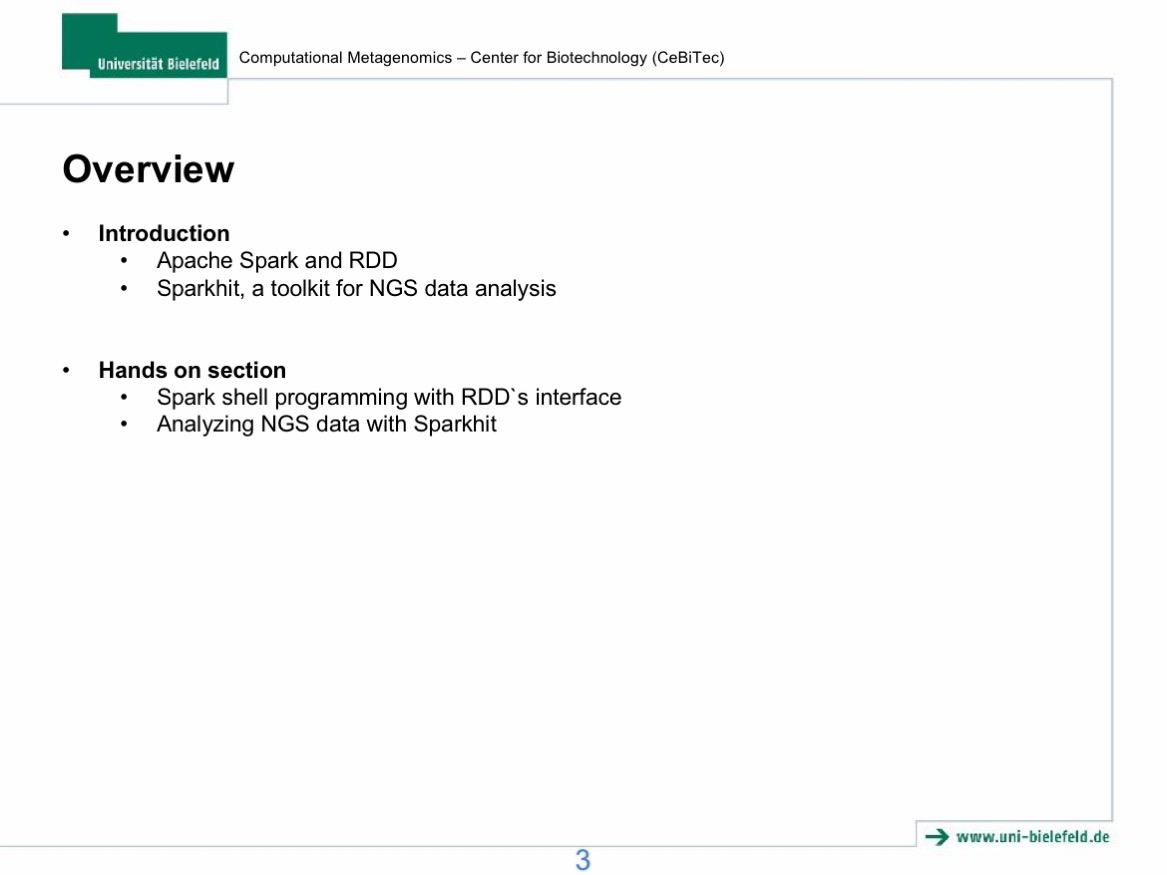 Universität Bielefeld
Computational Metagenomics – Center for Biotechnology (CeBiTec)
Overview
• Introduction
• Apache Spark and RDD
• Sparkhit, a toolkit for NGS data analysis
• Hands on section
• Spark shell programming with RDD`s interface
• Analyzing NGS data with Sparkhit
www.uni-bielefeld.de
3